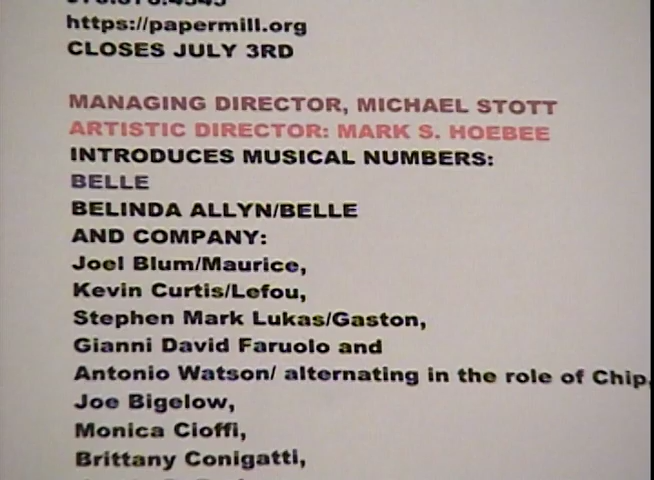 https://papermill.org
CLOSES JULY 3RD
MANAGING DIRECTOR, MICHAEL STOTT
ARTISTIC DIRECTOR: MARK S. HOEBEE
INTRODUCES MUSICAL NUMBERS:
BELLE
BELINDA ALLYN/BELLE
AND COMPANY:
Joel Blum/Maurice,
Kevin Curtis/Lefou,
Stephen Mark Lukas/Gaston,
Gianni David Faruolo and
Antonio Watson/ alternating in the role of Chip,
Joe Bigelow,
Monica Cioffi,
Brittany Conigatti,